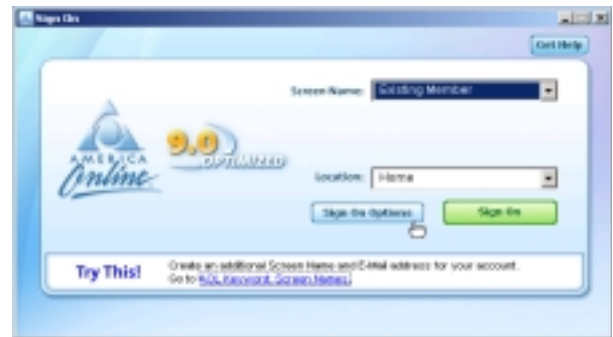 Sign On
Get Help
Screen Name: Existing Member
AMERICA
Online
9.0
OPTIMIZED
Location: Home
Sign On Options
Sign On
Try This!
Create an additional Screen Name and E-Mail address for your account.
Go to AOL Keyword: Screen Names.